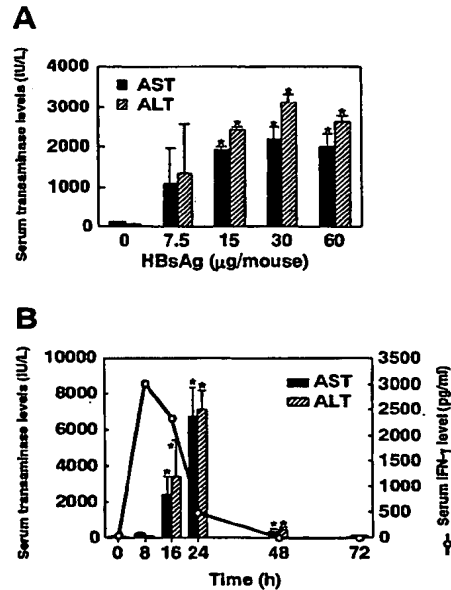 A
Serum transaminase levels (IU/L)
4000
3000
2000
1000
0
AST
ALT
* * * * * *
0 7.5 15 30 60
HBsAg (μg/mouse)
B
Serum transaminase levels (IU/L)
10000
8000
6000
4000
2000
0
AST
ALT
* * * * * *
3500
3000
2500
2000
1500
1000
500
0
Serum IFN-γ level (pg/ml)
0 8 16 24 48 72
Time (h)